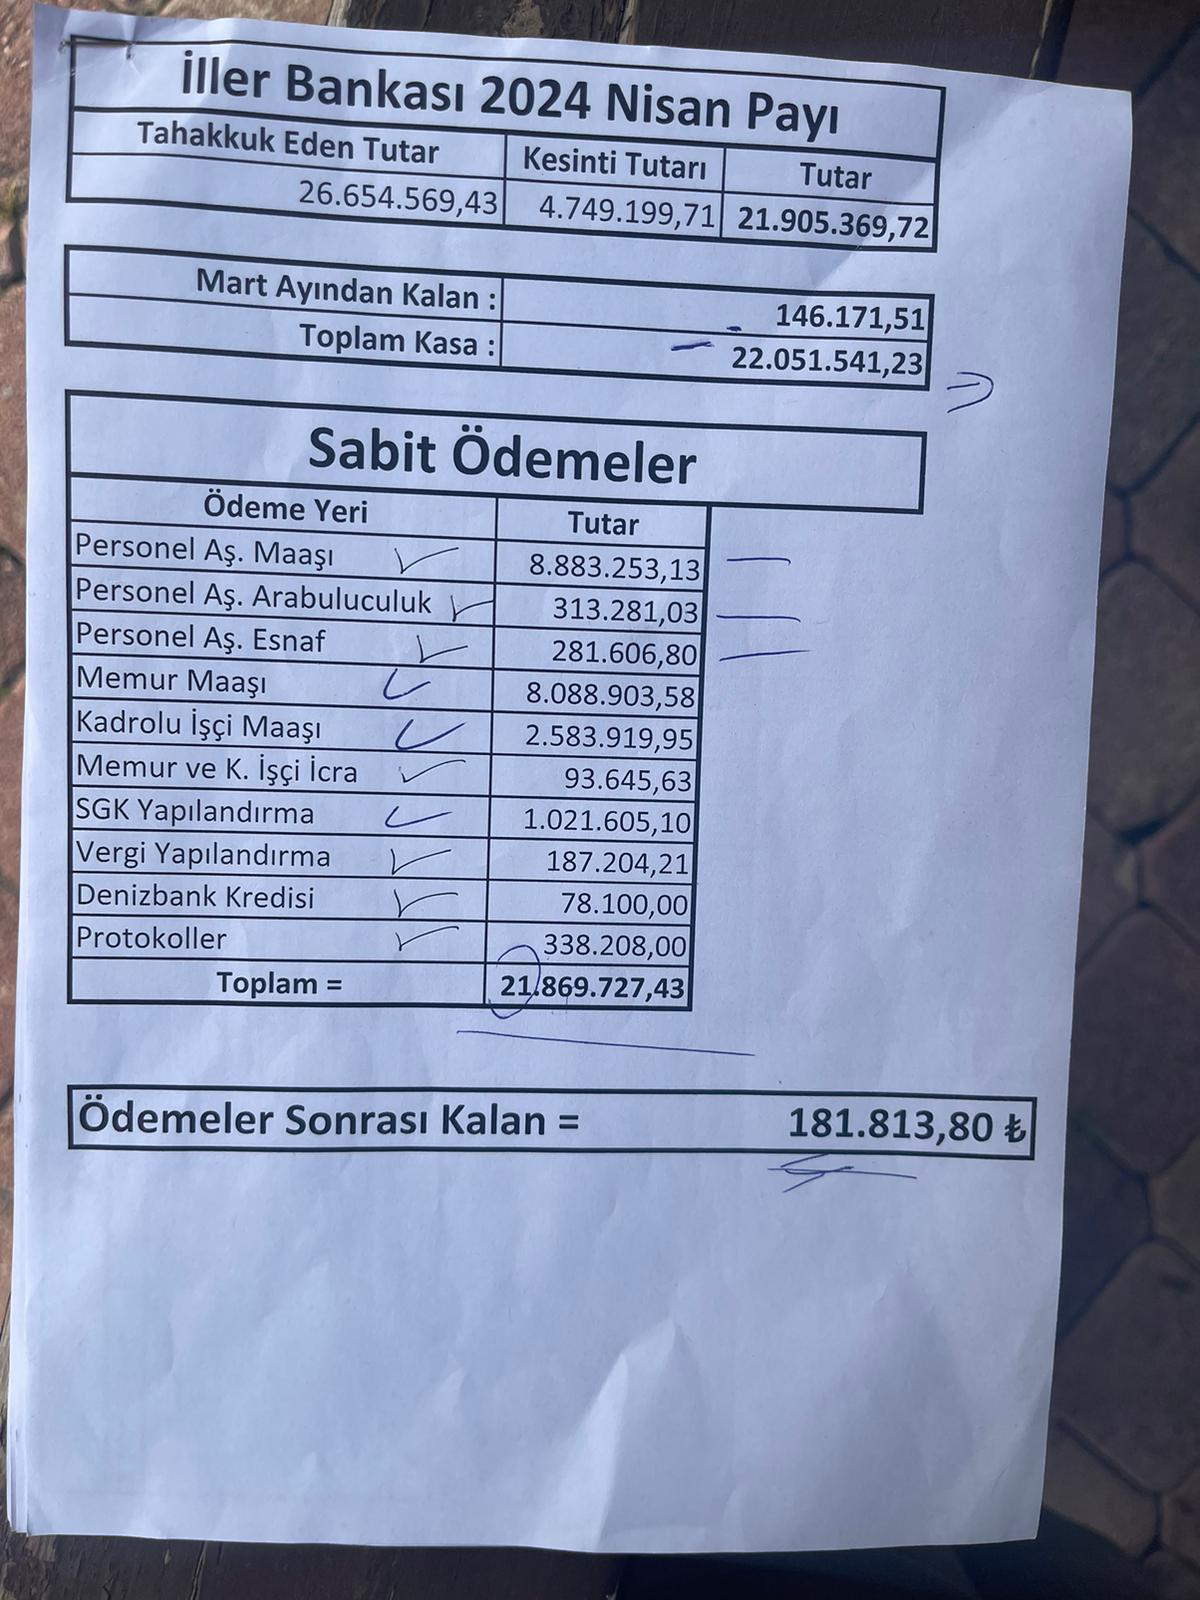 İller Bankası 2024 Nisan Payı
Tahakkuk Eden Tutar Kesinti Tutarı Tutar
26.654.569,43 4.749.199,71 21.905.369,72
Mart Ayından Kalan : 146.171,51
Toplam Kasa : 22.051.541,23
Sabit Ödemeler
Ödeme Yeri Tutar
Personel Aş. Maaşı 8.883.253,13
Personel Aş. Arabuluculuk 313.281,03
Personel Aş. Esnaf 281.606,80
Memur Maaşı 8.088.903,58
Kadrolu İşçi Maaşı 2.583.919,95
Memur ve K. İşçi İcra 93.645,63
SGK Yapılandırma 1.021.605,10
Vergi Yapılandırma 187.204,21
Denizbank Kredisi 78.100,00
Protokoller 338.208,00
Toplam = 21.869.727,43
Ödemeler Sonrası Kalan = 181.813,80 ₺